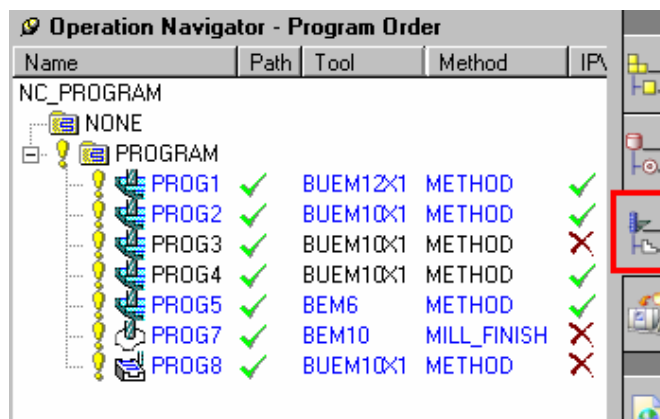 Operation Navigator - Program Order
Name Path Tool Method IPV
NC_PROGRAM
NONE
PROGRAM
PROG1 BUEM12X1 METHOD
PROG2 BUEM10X1 METHOD
PROG3 BUEM10X1 METHOD
PROG4 BUEM10X1 METHOD
PROG5 BEM6 METHOD
PROG7 BEM10 MILL_FINISH
PROG8 BUEM10X1 METHOD